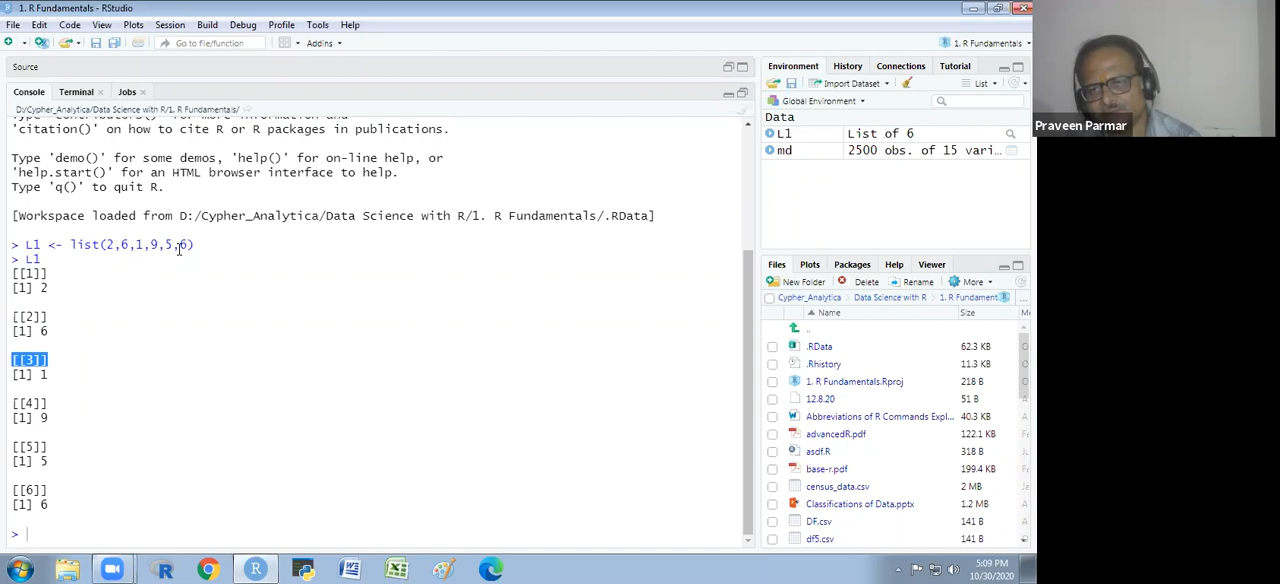 1. R Fundamentals - RStudio
File Edit Code View Plots Session Build Debug Profile Tools Help
Go to file/function Addins
1. R Fundamentals
Source
Console Terminal Jobs
D:/Cypher_Analytica/Data Science with R/1. R Fundamentals/
'citation()' on how to cite R or R packages in publications.
Type 'demo()' for some demos, 'help()' for on-line help, or
'help.start()' for an HTML browser interface to help.
Type 'q()' to quit R.
[Workspace loaded from D:/Cypher_Analytica/Data Science with R/1. R Fundamentals/.RData]
> L1 <- list(2,6,1,9,5,6)
> L1
[[1]]
[1] 2
[[2]]
[1] 6
[[3]]
[1] 1
[[4]]
[1] 9
[[5]]
[1] 5
[[6]]
[1] 6
>
Environment History Connections Tutorial
Import Dataset List
Global Environment
Data
L1 List of 6
md 2500 obs. of 15 vari...
Files Plots Packages Help Viewer
New Folder Delete Rename More
Cypher_Analytica Data Science with R 1. R Fundament...
Name Size
..
.RData 62.3 KB
.Rhistory 11.3 KB
1. R Fundamentals.Rproj 218 B
12.8.20 51 B
Abbreviations of R Commands Expl... 40.3 KB
advancedR.pdf 122.1 KB
asdf.R 318 B
base-r.pdf 199.4 KB
census_data.csv 2 MB
Classifications of Data.pptx 1.2 MB
DF.csv 141 B
df5.csv 141 B
Praveen Parmar
5:09 PM
10/30/2020